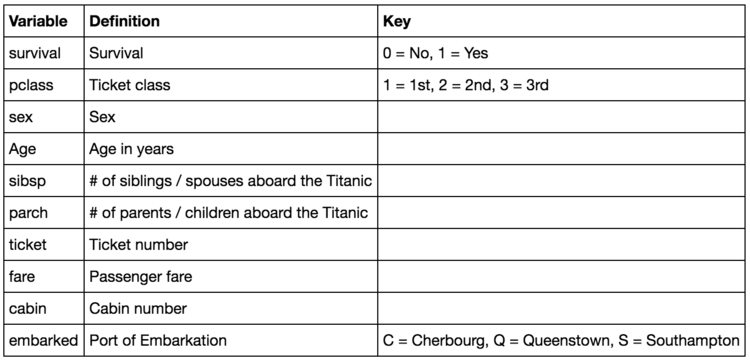 Variable Definition Key
survival Survival 0 = No, 1 = Yes
pclass Ticket class 1 = 1st, 2 = 2nd, 3 = 3rd
sex Sex
Age Age in years
sibsp # of siblings / spouses aboard the Titanic
parch # of parents / children aboard the Titanic
ticket Ticket number
fare Passenger fare
cabin Cabin number
embarked Port of Embarkation C = Cherbourg, Q = Queenstown, S = Southampton